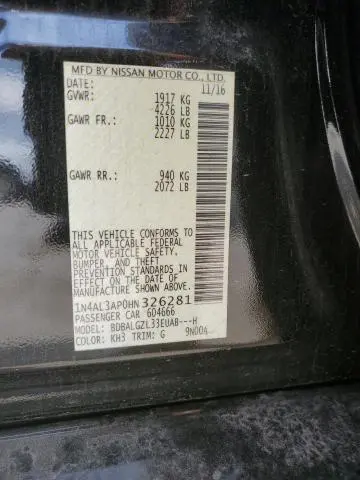 MFD BY NISSAN MOTOR CO., LTD.
DATE: 11/16
GVWR: 1917 KG
4226 LB
GAWR FR.: 1010 KG
2227 LB
GAWR RR.: 940 KG
2072 LB
THIS VEHICLE CONFORMS TO
ALL APPLICABLE FEDERAL
MOTOR VEHICLE SAFETY,
BUMPER, AND THEFT
PREVENTION STANDARDS
IN EFFECT ON THE DATE OF
MANUFACTURE SHOWN ABOVE.
1N4AL3AP0HN326281
PASSENGER CAR 604666
MODEL: BDBALGZL33EUAB---H
COLOR: KH3 TRIM: G 9N004